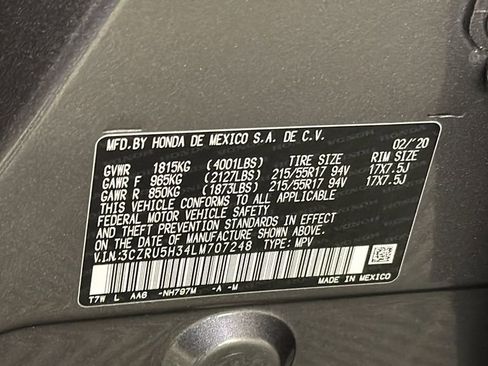 MFD.BY HONDA DE MEXICO S.A. DE C.V.
02/'20
GVWR 1815KG (4001LBS) TIRE SIZE RIM SIZE
GAWR F 965KG (2127LBS) 215/55R17 94V 17X7.5J
GAWR R 850KG (1873LBS) 215/55R17 94V 17X7.5J
THIS VEHICLE CONFORMS TO ALL APPLICABLE
FEDERAL MOTOR VEHICLE SAFETY
AND THEFT PREVENTION STANDARDS IN EFFECT
ON THE DATE OF MANUFACTURE SHOWN ABOVE.
V.I.N:3CZRU5H34LM707248 TYPE: MPV
T7W L AA6 -NH797M -A -M
MADE IN MEXICO